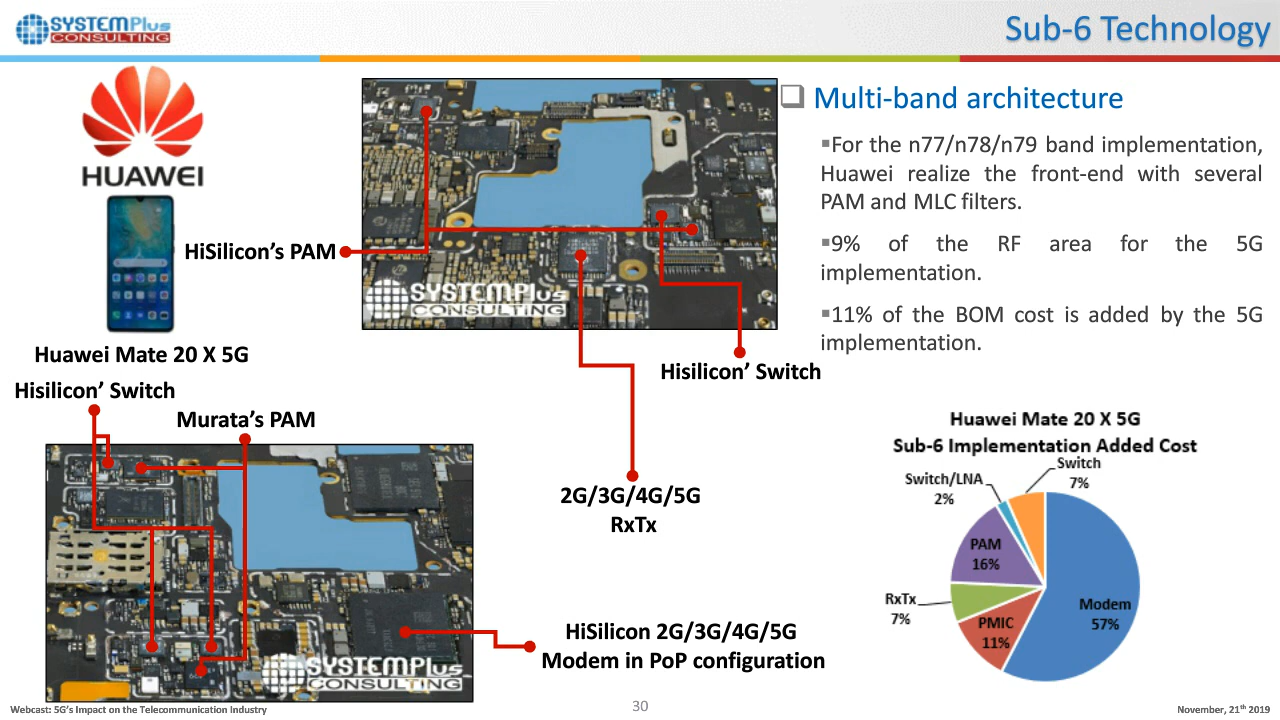 SYSTEMPlus
CONSULTING
Sub-6 Technology
HUAWEI
HiSilicon's PAM
SYSTEMPlus
CONSULTING
Huawei Mate 20 X 5G
Hisilicon' Switch
Murata's PAM
Hisilicon' Switch
2G/3G/4G/5G
RxTx
HiSilicon 2G/3G/4G/5G
Modem in PoP configuration
SYSTEMPlus
CONSULTING
Multi-band architecture
▪For the n77/n78/n79 band implementation,
Huawei realize the front-end with several
PAM and MLC filters.
▪9% of the RF area for the 5G
implementation.
▪11% of the BOM cost is added by the 5G
implementation.
Huawei Mate 20 X 5G
Sub-6 Implementation Added Cost
Switch
7%
Switch/LNA
2%
PAM
16%
RxTx
7%
PMIC
11%
Modem
57%
Webcast: 5G's Impact on the Telecommunication Industry
30
November, 21th 2019